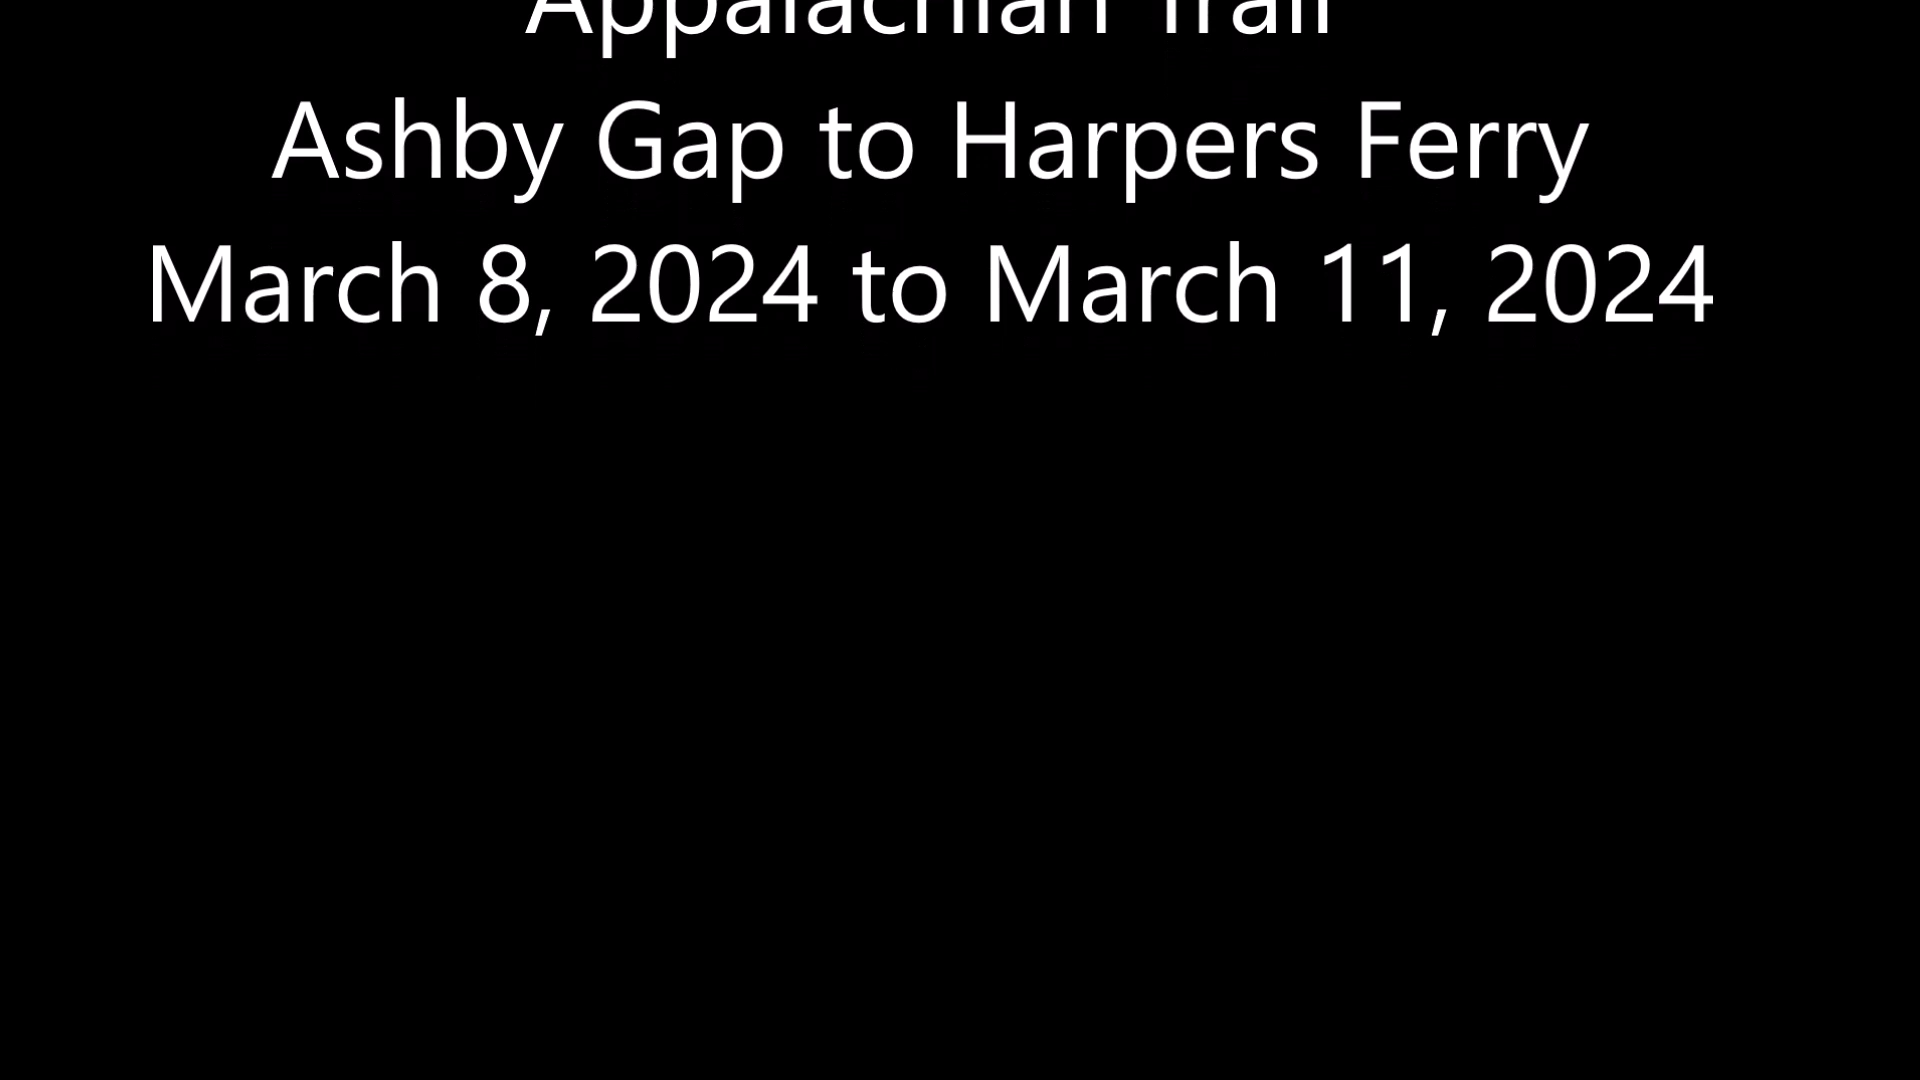 Appalachian Trail
Ashby Gap to Harpers Ferry
March 8, 2024 to March 11, 2024